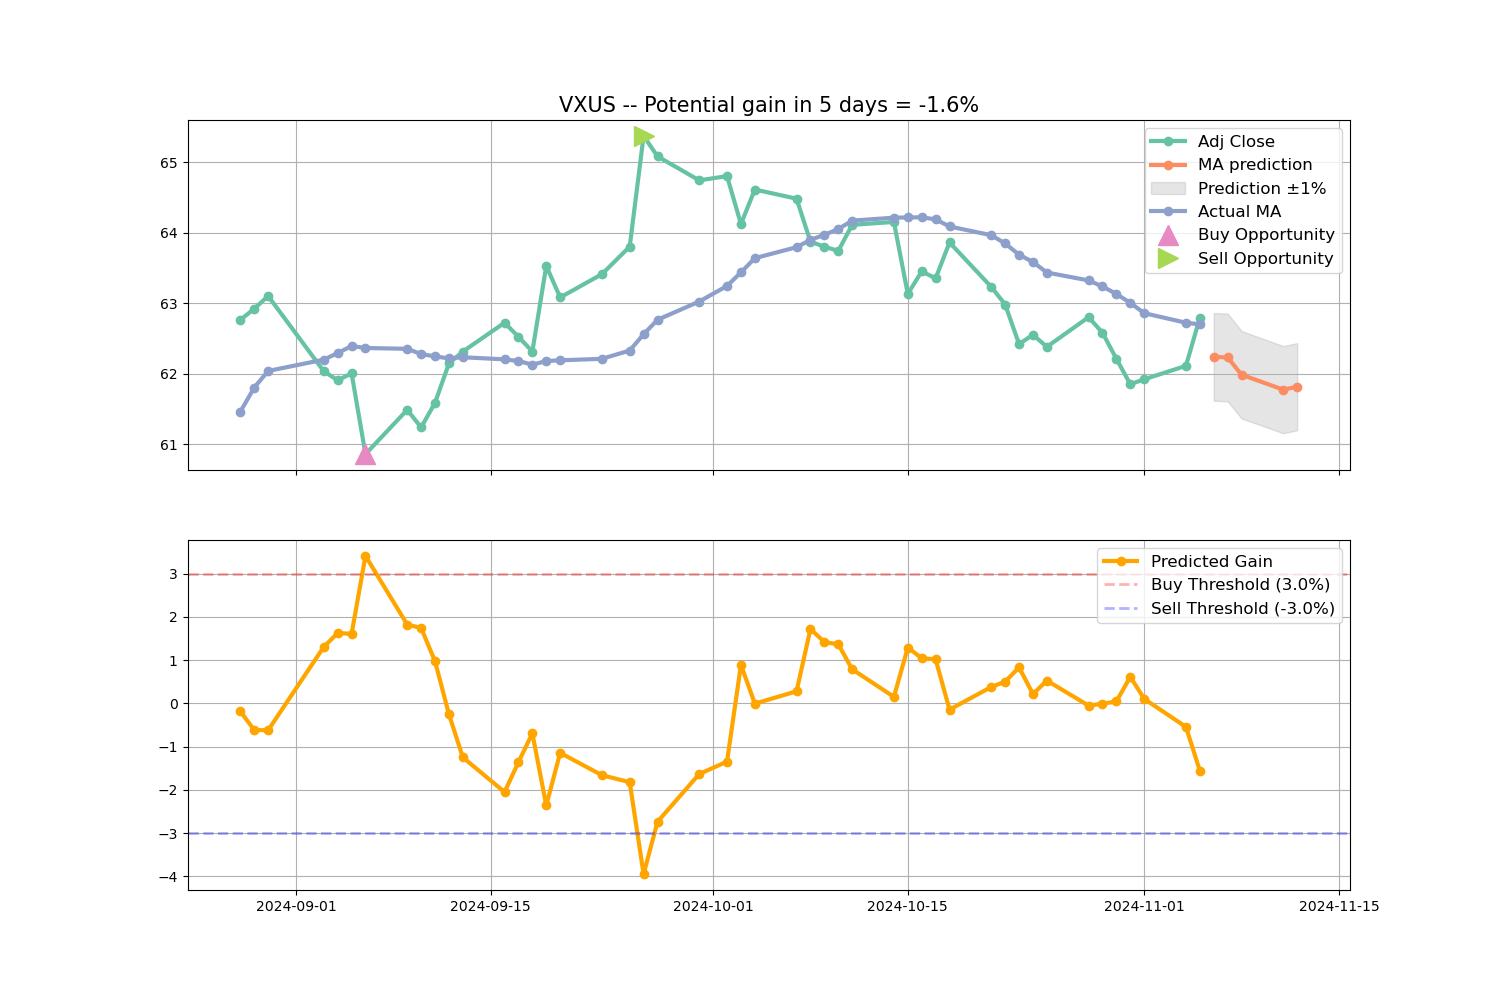 VXUS -- Potential gain in 5 days = -1.6%
65
64
63
62
61
Adj Close
MA prediction
Prediction ±1%
Actual MA
Buy Opportunity
Sell Opportunity
3
2
1
0
−1
−2
−3
−4
Predicted Gain
Buy Threshold (3.0%)
Sell Threshold (-3.0%)
2024-09-01
2024-09-15
2024-10-01
2024-10-15
2024-11-01
2024-11-15